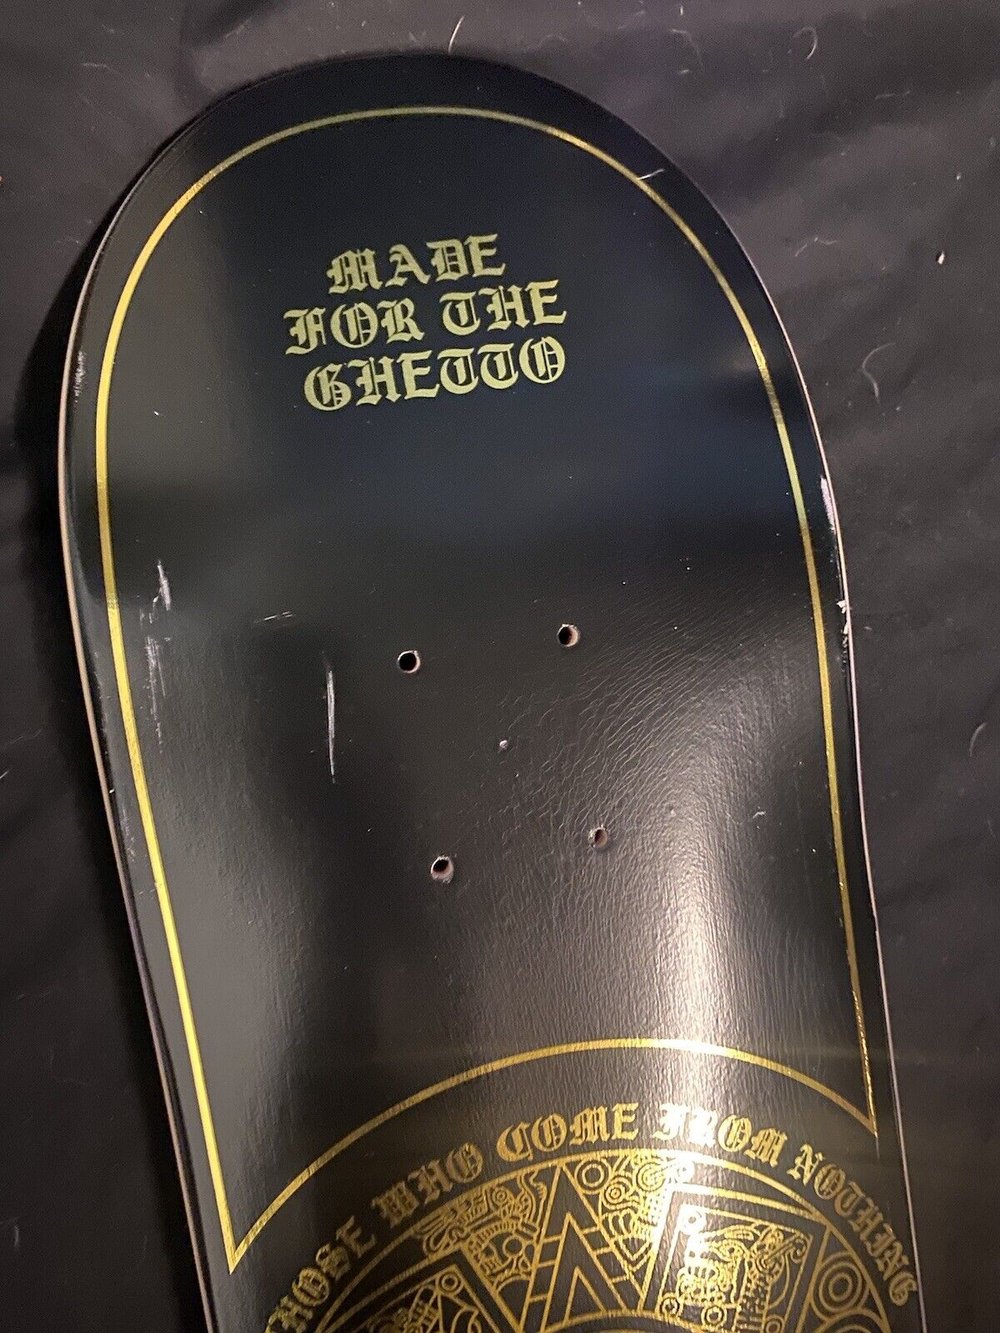 MADE
FOR THE
GHETTO
THOSE WHO COME FROM NOTHING